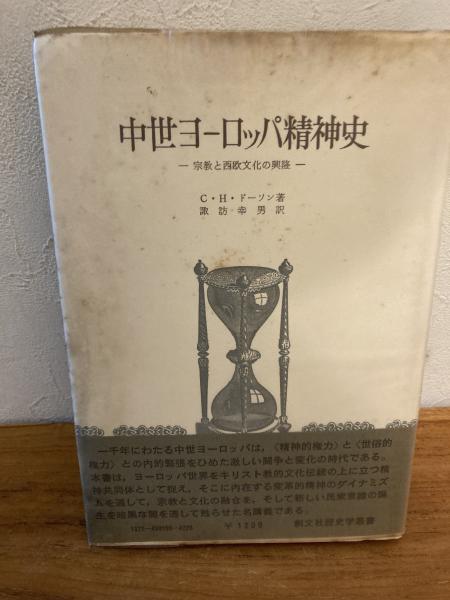 中世ヨーロッパ精神史
― 宗教と西欧文化の興隆 ―
C・H・ドーソン著
諏訪幸男訳
一千年にわたる中世ヨーロッパは，〈精神的権力〉と〈世俗的
権力〉との内的緊張をひめた激しい闘争と変化の時代である。
本書は，ヨーロッパ世界をキリスト教的文化伝統の上に立つ精
神共同体として捉え，そこに内在する変革的精神のダイナミズ
ムを通して，宗教と文化の融合を，そして新しい民衆意識の誕
生を暗黒な闇を通して甦らせた名講義である。
¥1200
創文社歴史学叢書